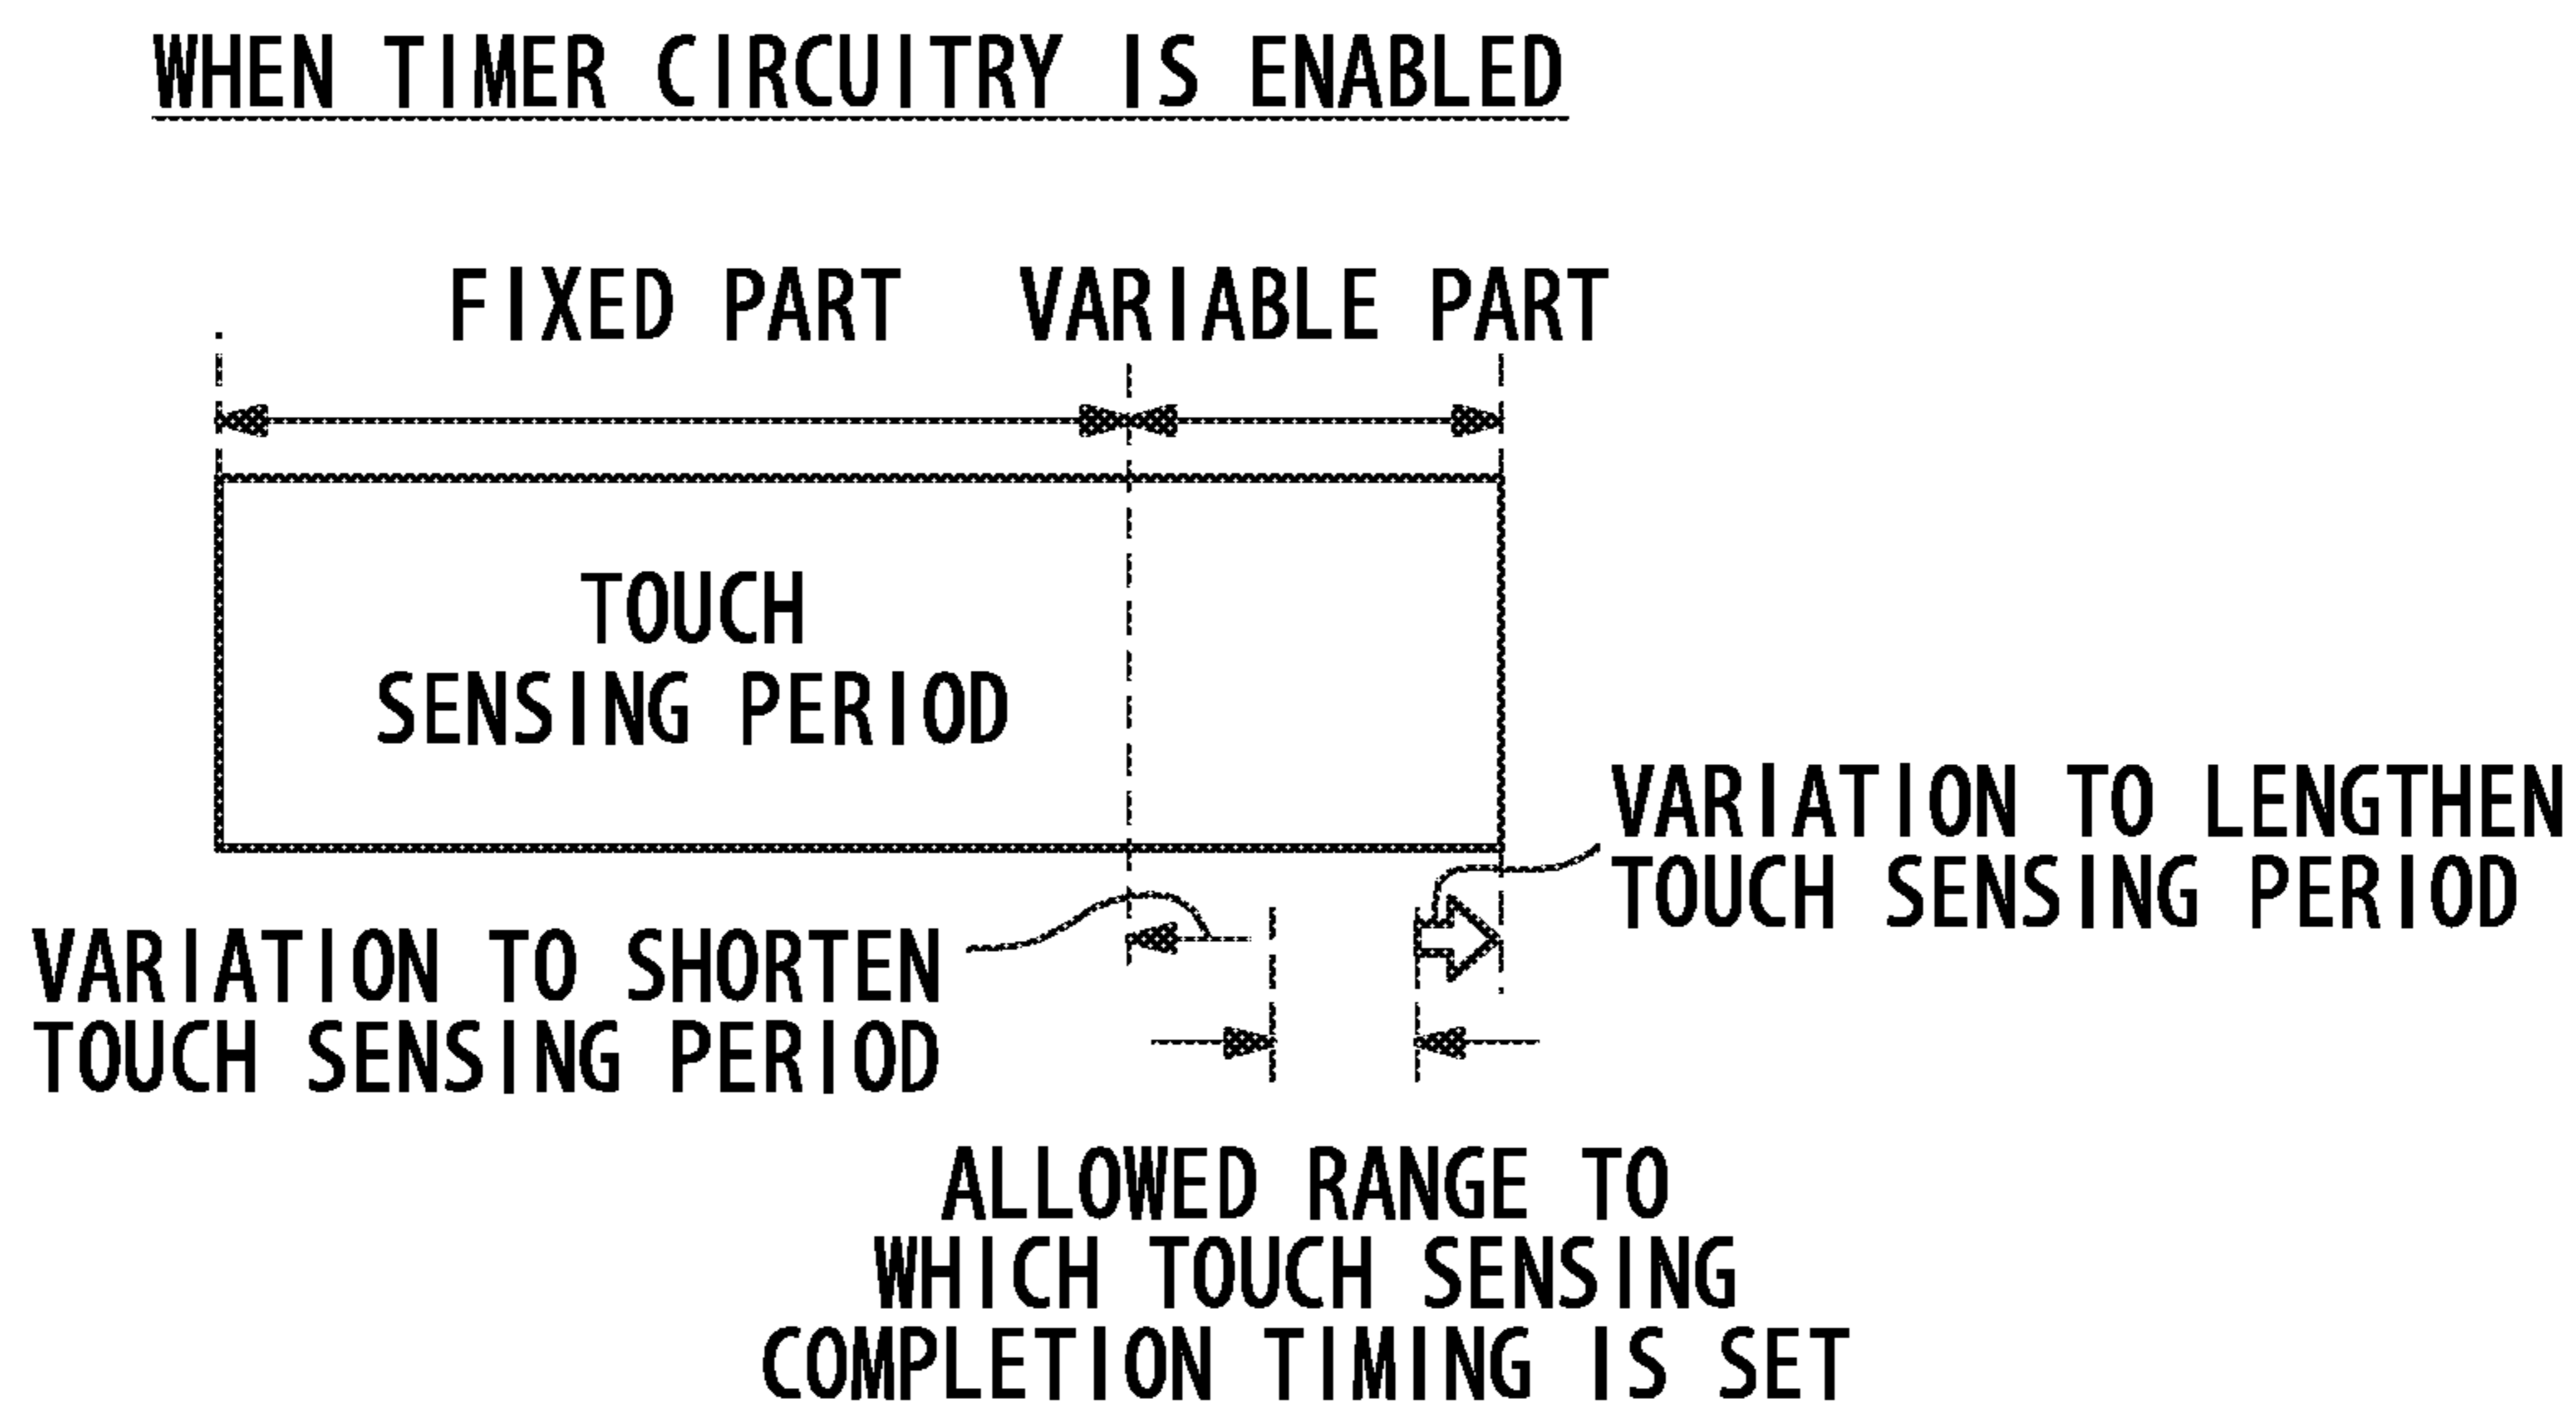 WHEN TIMER CIRCUITRY IS ENABLED
FIXED PART
VARIABLE PART
TOUCH
SENSING PERIOD
VARIATION TO LENGTHEN
TOUCH SENSING PERIOD
VARIATION TO SHORTEN
TOUCH SENSING PERIOD
ALLOWED RANGE TO
WHICH TOUCH SENSING
COMPLETION TIMING IS SET